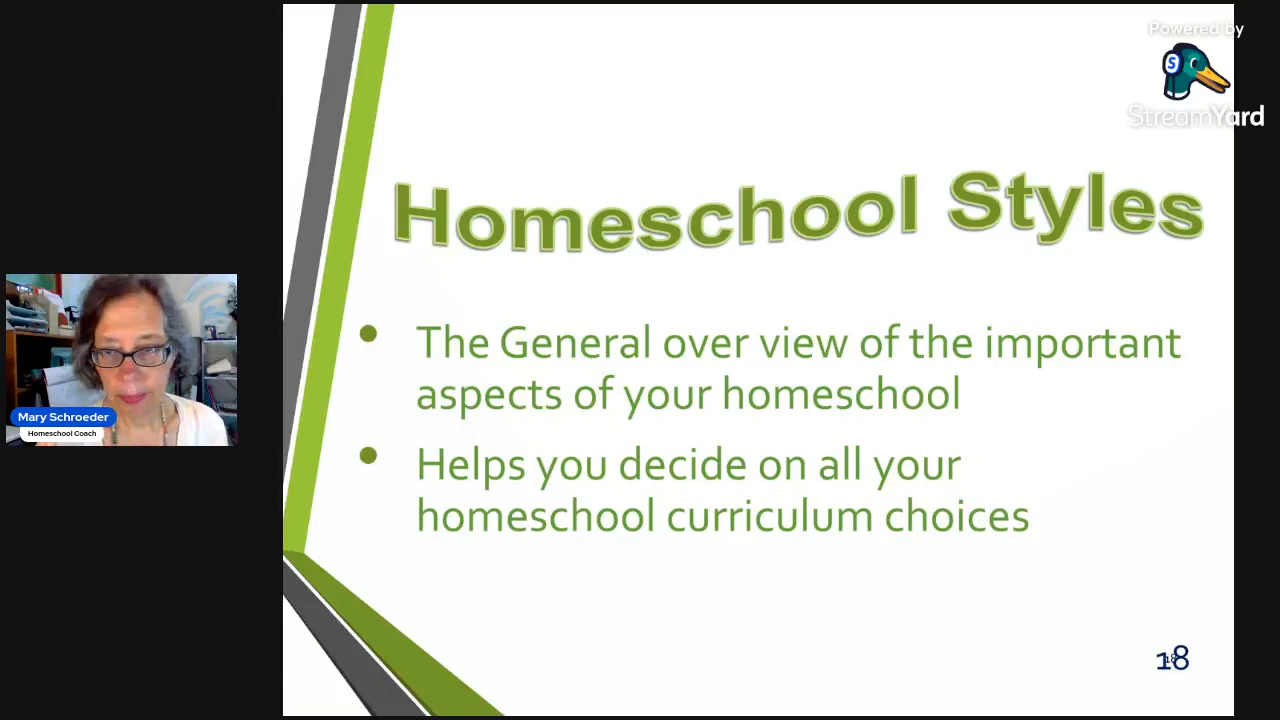 Powered by
StreamYard
Homeschool Styles
• The General over view of the important
aspects of your homeschool
• Helps you decide on all your
homeschool curriculum choices
Mary Schroeder
Homeschool Coach
18